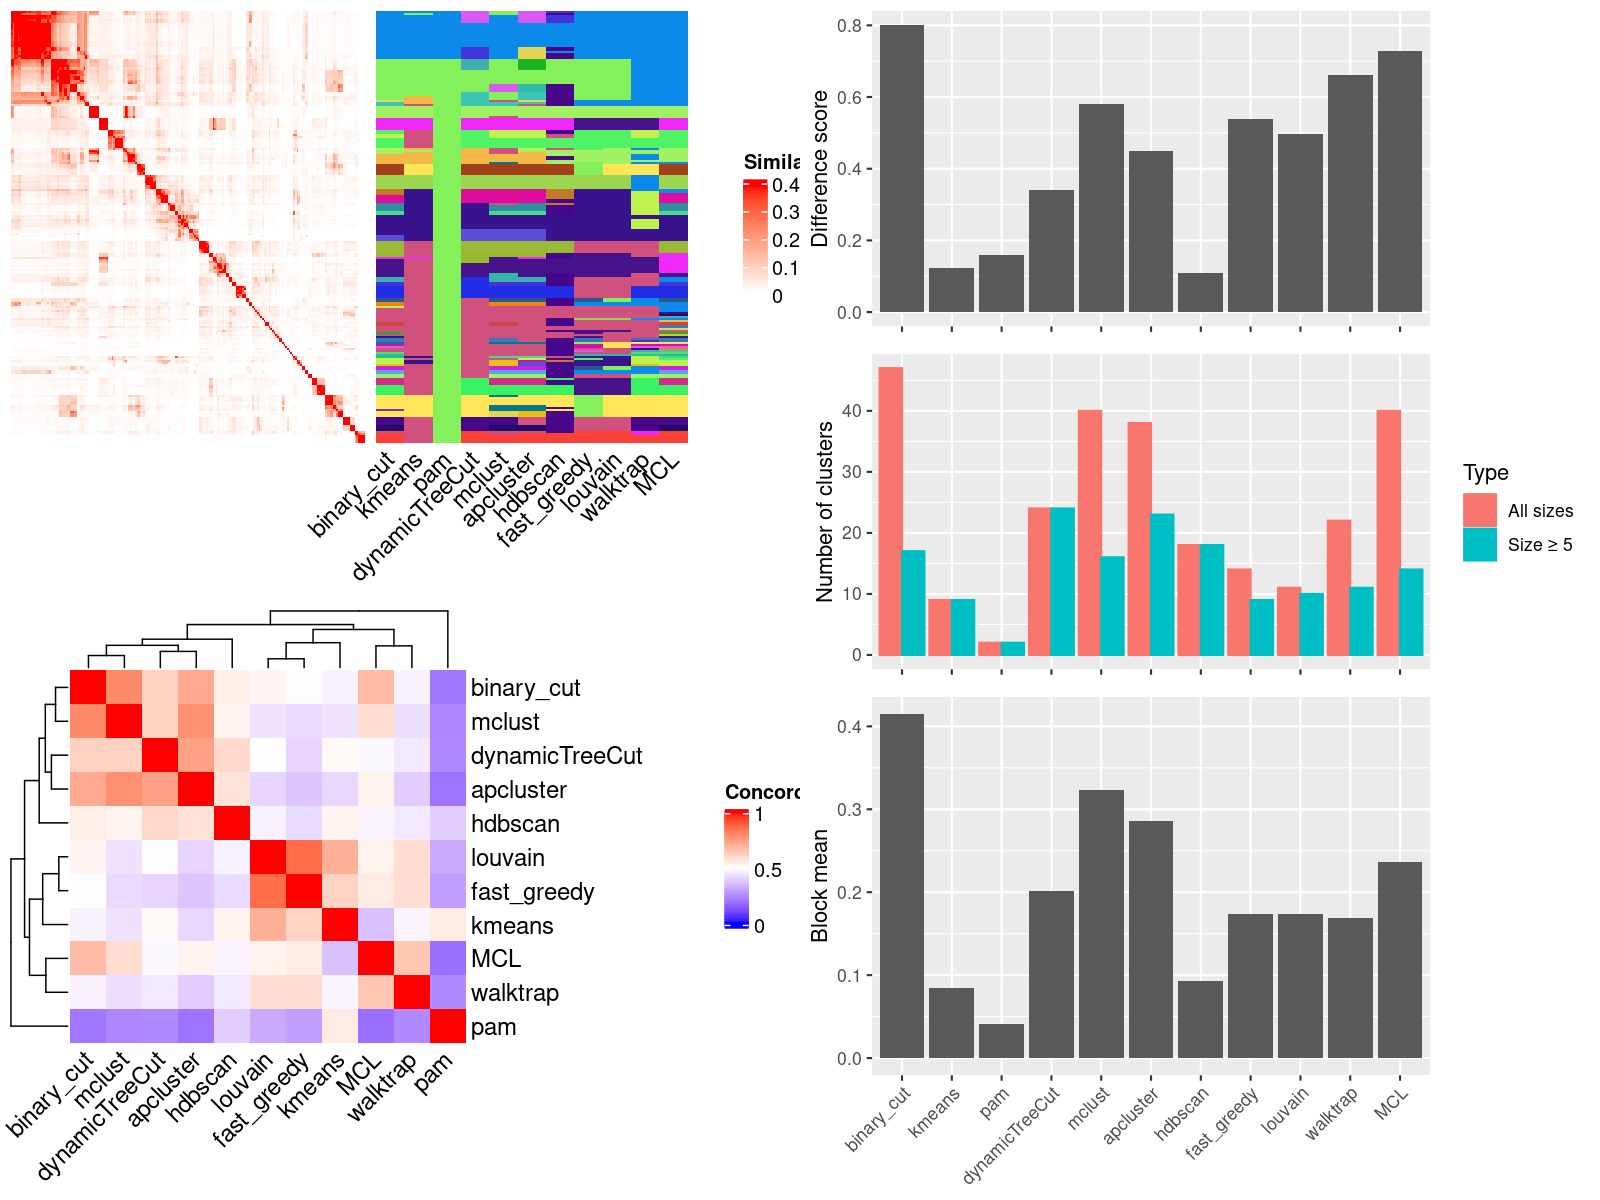 Simila
0.4
0.3
0.2
0.1
0
binary_cut
kmeans
pam
dynamicTreeCut
mclust
apcluster
hdbscan
fast_greedy
louvain
walktrap
MCL
Difference score
0.8
0.6
0.4
0.2
0.0
Number of clusters
40
30
20
10
0
Type
All sizes
Size ≥ 5
binary_cut
mclust
dynamicTreeCut
apcluster
hdbscan
louvain
fast_greedy
kmeans
MCL
walktrap
pam
Concord
1
0.5
0
binary_cut
mclust
dynamicTreeCut
apcluster
hdbscan
louvain
fast_greedy
kmeans
MCL
walktrap
pam
Block mean
0.4
0.3
0.2
0.1
0.0
binary_cut
kmeans
pam
dynamicTreeCut
mclust
apcluster
hdbscan
fast_greedy
louvain
walktrap
MCL